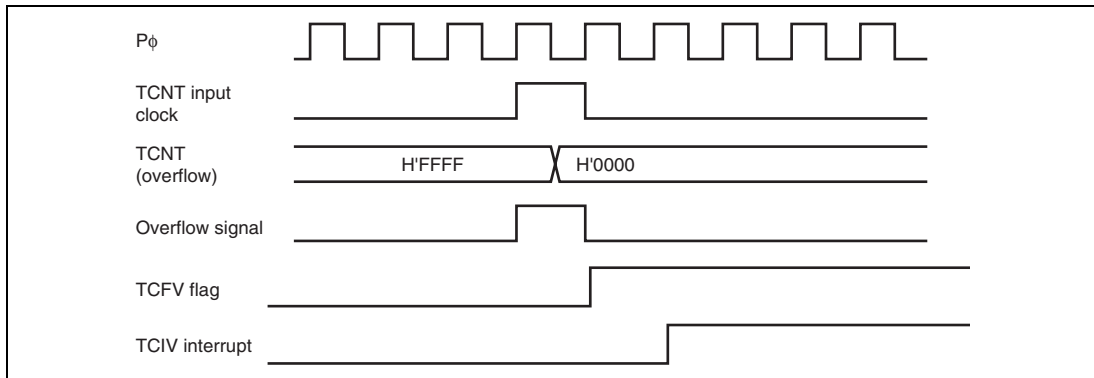 Pϕ
TCNT input
clock
TCNT
(overflow)
H'FFFF
H'0000
Overflow signal
TCFV flag
TCIV interrupt